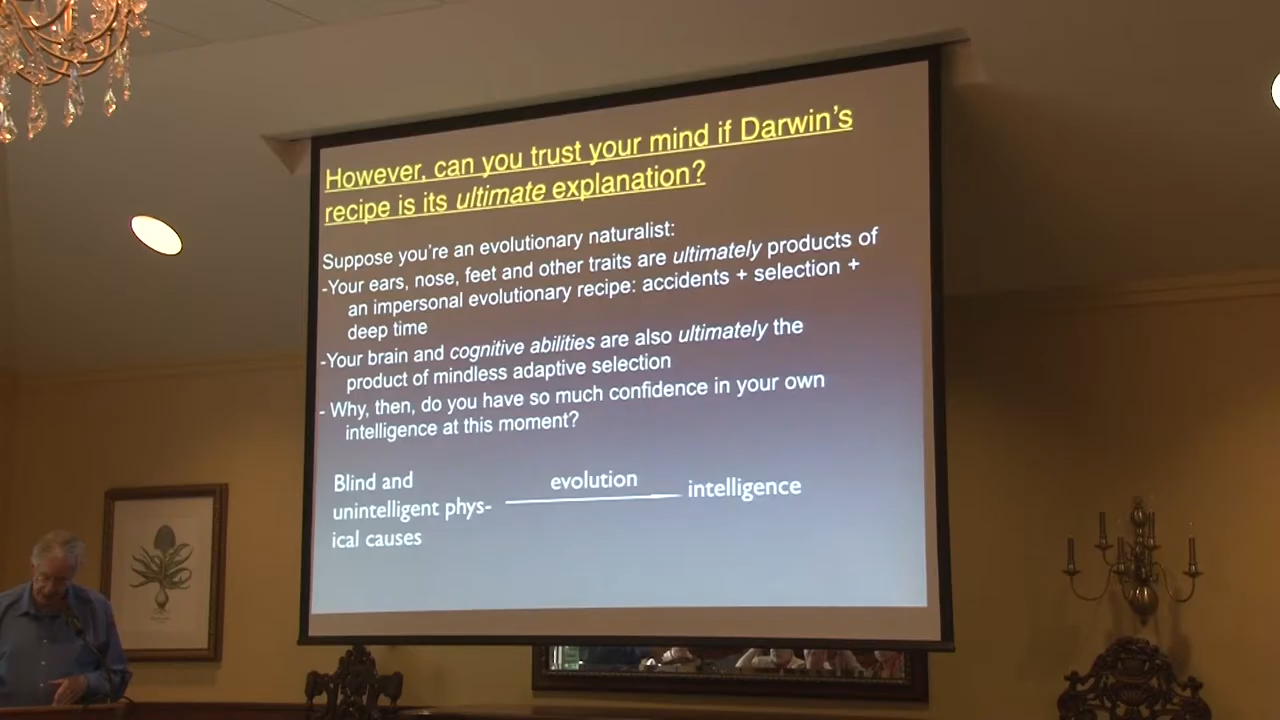 However, can you trust your mind if Darwin's
recipe is its ultimate explanation?
Suppose you're an evolutionary naturalist:
-Your ears, nose, feet and other traits are ultimately products of
an impersonal evolutionary recipe: accidents + selection +
deep time
-Your brain and cognitive abilities are also ultimately the
product of mindless adaptive selection
- Why, then, do you have so much confidence in your own
intelligence at this moment?
Blind and
unintelligent phys-
ical causes
evolution
intelligence